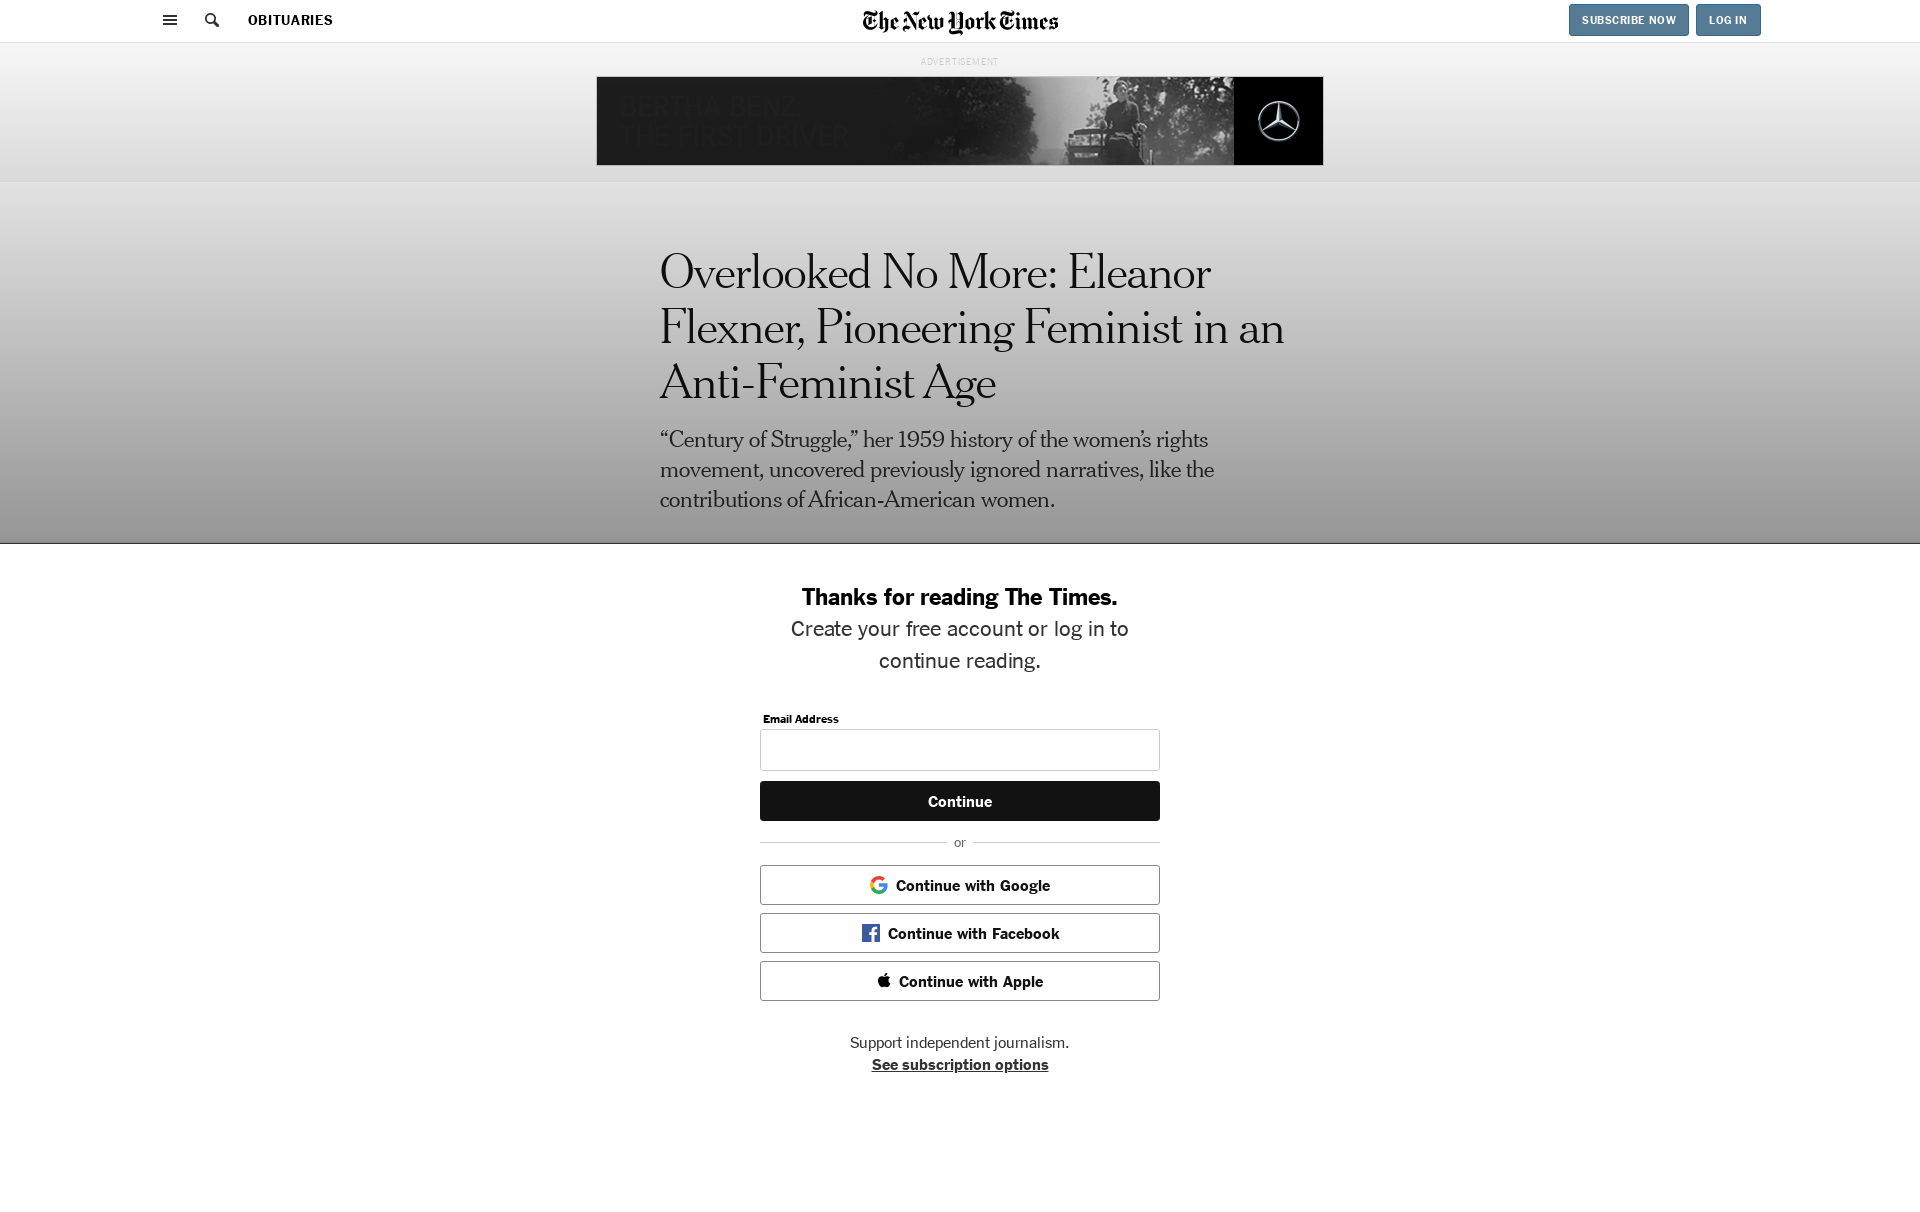 OBITUARIES
The New York Times
SUBSCRIBE NOW
LOG IN
ADVERTISEMENT
BERTHA BENZ.
THE FIRST DRIVER
Overlooked No More: Eleanor
Flexner, Pioneering Feminist in an
Anti-Feminist Age
“Century of Struggle,” her 1959 history of the women’s rights
movement, uncovered previously ignored narratives, like the
contributions of African-American women.
Thanks for reading The Times.
Create your free account or log in to
continue reading.
Email Address
Continue
or
Continue with Google
Continue with Facebook
Continue with Apple
Support independent journalism.
See subscription options